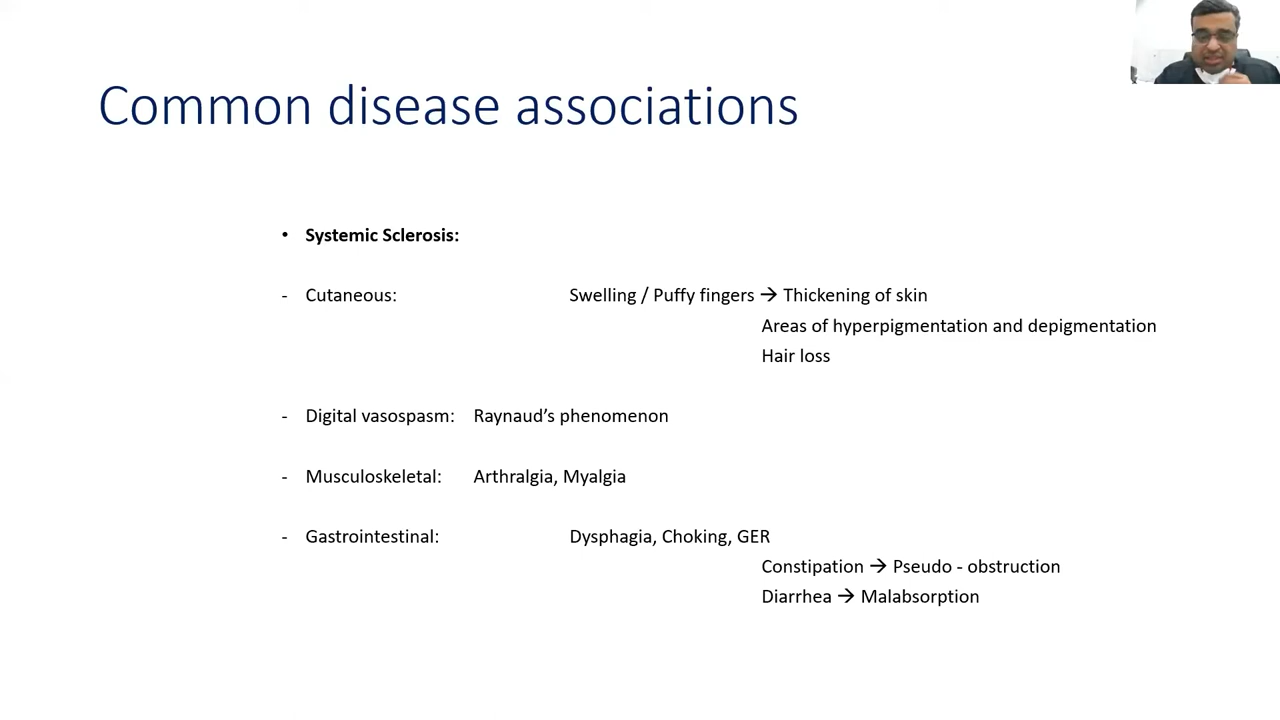 Common disease associations
• Systemic Sclerosis:
- Cutaneous: Swelling / Puffy fingers → Thickening of skin
Areas of hyperpigmentation and depigmentation
Hair loss
- Digital vasospasm: Raynaud’s phenomenon
- Musculoskeletal: Arthralgia, Myalgia
- Gastrointestinal: Dysphagia, Choking, GER
Constipation → Pseudo - obstruction
Diarrhea → Malabsorption